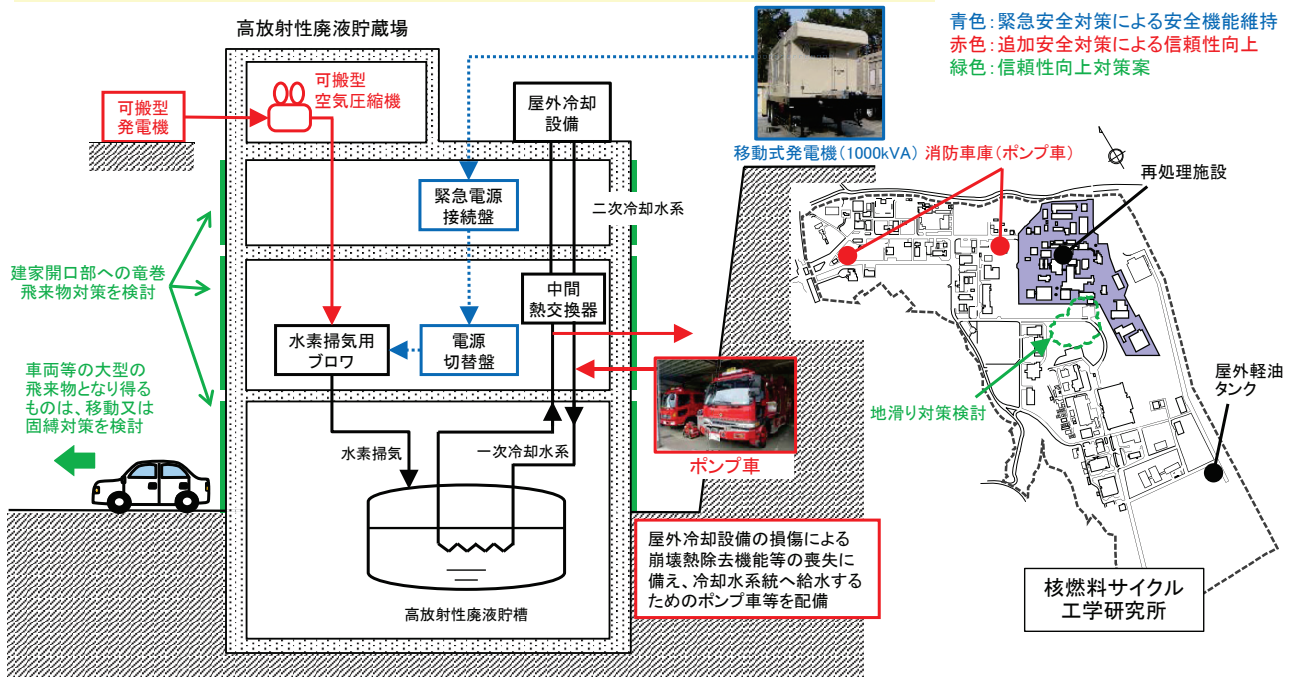 高放射性廃液貯蔵場
青色:緊急安全対策による安全機能維持
赤色:追加安全対策による信頼性向上
緑色:信頼性向上対策案
可搬型
発電機
可搬型
空気圧縮機
屋外冷却
設備
移動式発電機(1000kVA)
消防車庫(ポンプ車)
再処理施設
緊急電源
接続盤
二次冷却水系
建家開口部への竜巻
飛来物対策を検討
中間
熱交換器
水素掃気用
ブロワ
電源
切替盤
車両等の大型の
飛来物となり得る
ものは、移動又は
固縛対策を検討
ポンプ車
地滑り対策検討
屋外軽油
タンク
水素掃気
一次冷却水系
高放射性廃液貯槽
屋外冷却設備の損傷による
崩壊熱除去機能等の喪失に
備え、冷却水系統へ給水する
ためのポンプ車等を配備
核燃料サイクル
工学研究所